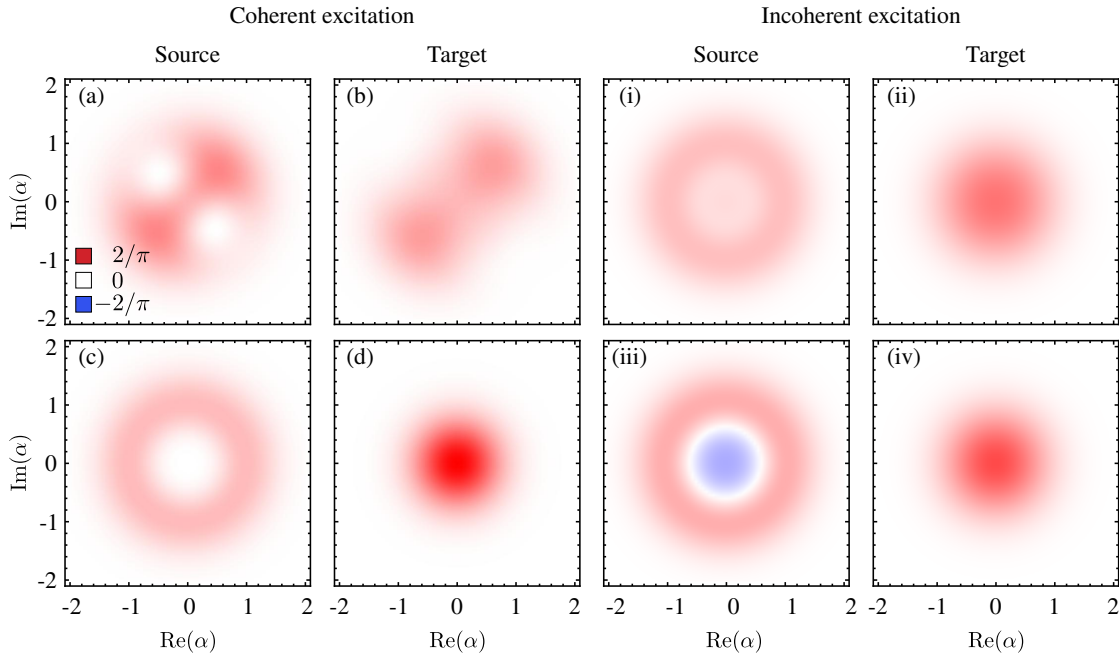 Coherent excitation Incoherent excitation
Source Target Source Target
2 (a) (b) (i) (ii)
1
Im(α) 0
-1 2/π
0
-2 −2/π
2 (c) (d) (iii) (iv)
1
Im(α) 0
-1
-2
-2 -1 0 1 2 -2 -1 0 1 2 -2 -1 0 1 2 -2 -1 0 1 2
Re(α) Re(α) Re(α) Re(α)